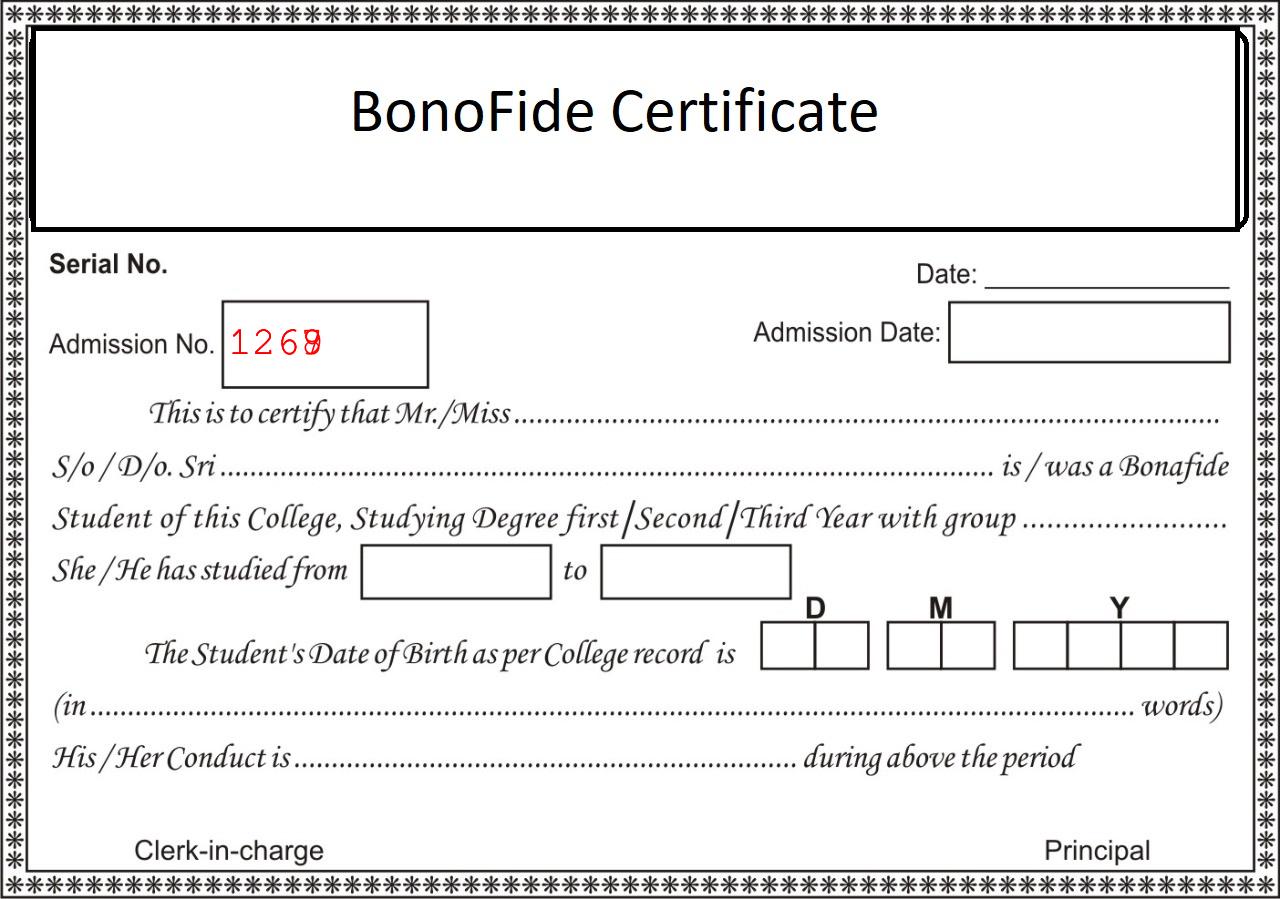 BonoFide Certificate
Serial No.
Date:
Admission No.
Admission Date:
This is to certify that Mr./Miss
S/o / D/o. Sri is / was a Bonafide
Student of this College, Studying Degree first/Second/Third Year with group
She / He has studied from to
D M Y
The Student's Date of Birth as per College record is
(in words)
His / Her Conduct is during above the period
Clerk-in-charge Principal